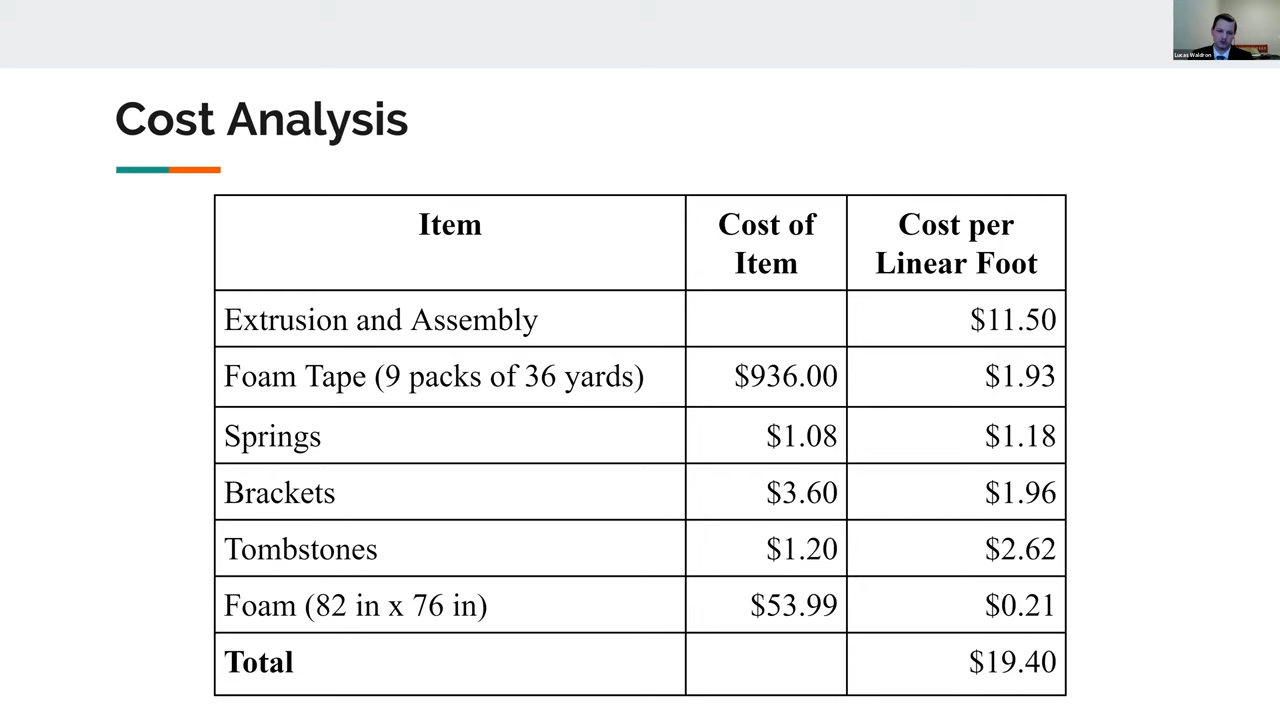 Lucas Waldron
Cost Analysis
Item
Cost of
Item
Cost per
Linear Foot
Extrusion and Assembly
$11.50
Foam Tape (9 packs of 36 yards)
$936.00
$1.93
Springs
$1.08
$1.18
Brackets
$3.60
$1.96
Tombstones
$1.20
$2.62
Foam (82 in x 76 in)
$53.99
$0.21
Total
$19.40